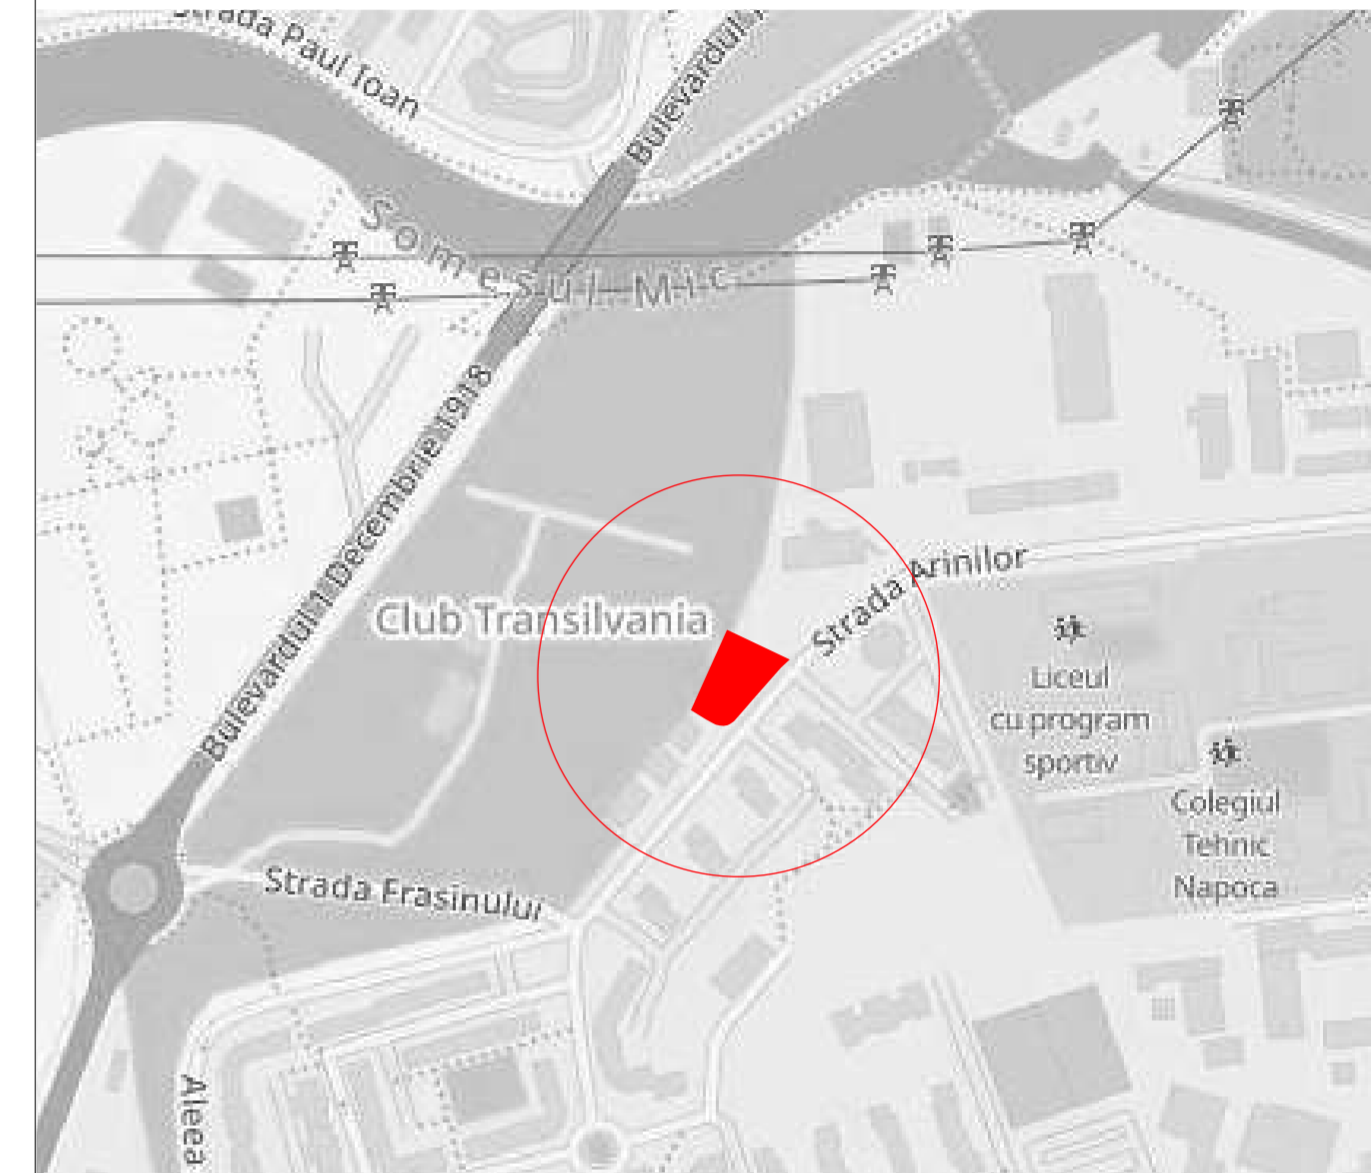 Strada Paul Ioan
Bulevardul
Someșul Mic
Bulevardul 1 Decembrie 1918
Club Transilvania
Strada Arinilor
Liceul
cu program
sportiv
Colegiul
Tehnic
Napoca
Strada Frasinului
Aleea